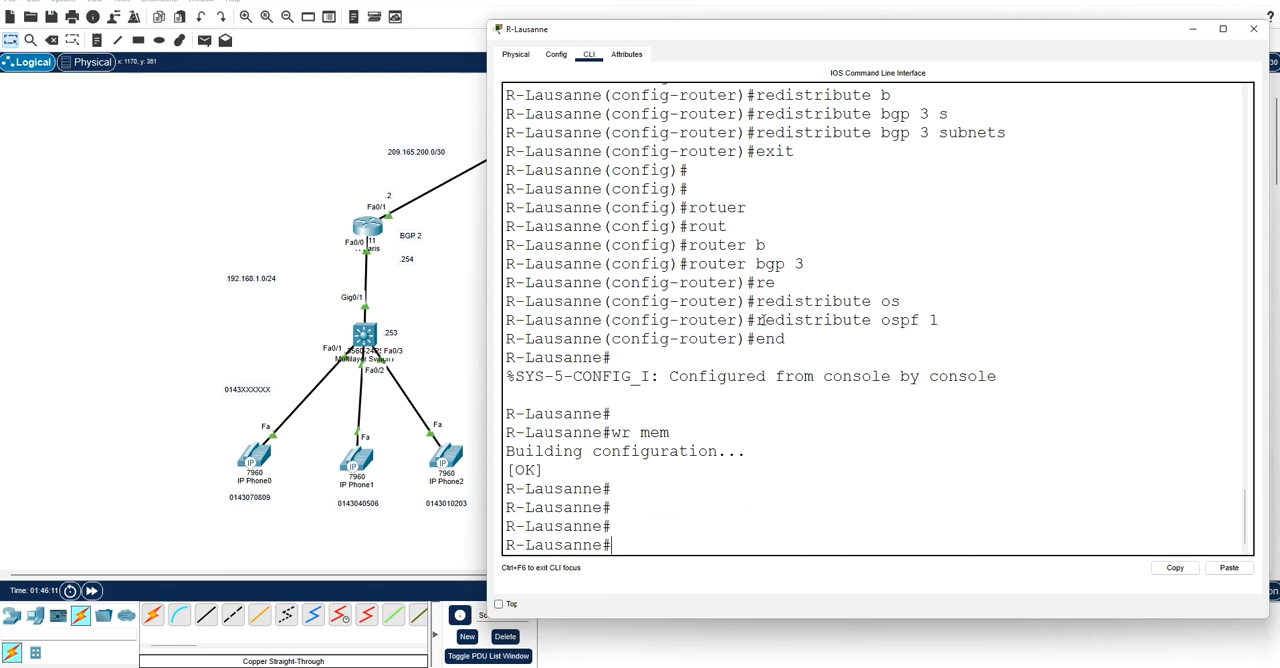 R-Lausanne
Logical
Physical
x: 1170, y: 381
Physical
Config
CLI
Attributes
IOS Command Line Interface
R-Lausanne(config-router)#redistribute b
R-Lausanne(config-router)#redistribute bgp 3 s
R-Lausanne(config-router)#redistribute bgp 3 subnets
R-Lausanne(config-router)#exit
R-Lausanne(config)#
R-Lausanne(config)#
R-Lausanne(config)#rotuer
R-Lausanne(config)#rout
R-Lausanne(config)#router b
R-Lausanne(config)#router bgp 3
R-Lausanne(config-router)#re
R-Lausanne(config-router)#redistribute os
R-Lausanne(config-router)#redistribute ospf 1
R-Lausanne(config-router)#end
R-Lausanne#
%SYS-5-CONFIG_I: Configured from console by console
R-Lausanne#
R-Lausanne#wr mem
Building configuration...
[OK]
R-Lausanne#
R-Lausanne#
R-Lausanne#
R-Lausanne#
Ctrl+F6 to exit CLI focus
Copy
Paste
Top
209.165.200.0/30
.2
Fa0/1
BGP 2
Fa0/0
.254
192.168.1.0/24
Gig0/1
.253
Fa0/1
Fa0/3
Fa0/2
0143XXXXXX
Fa
Fa
Fa
IP
IP
IP
7960
IP Phone0
7960
IP Phone1
7960
IP Phone2
0143070809
0143040506
0143010203
Time: 01:46:11
New
Delete
Toggle PDU List Window
Copper Straight-Through